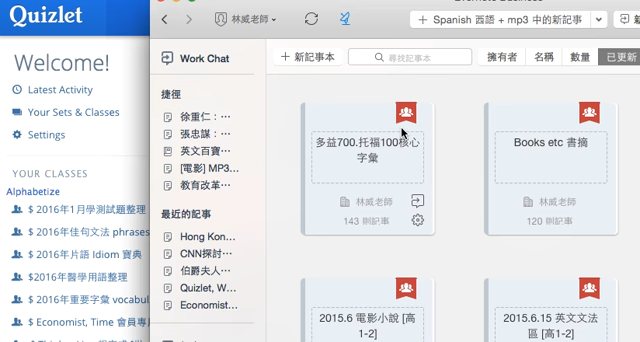 Quizlet
Welcome!
Latest Activity
Your Sets & Classes
Settings
YOUR CLASSES
Alphabetize
$ 2016年1月學測試題整理
$ 2016年佳句文法 phrases
$ 2016年片語 Idiom 寶典
$2016年醫學用語整理
$ 2016年重要字彙 vocabul
$ Economist, Time 會員專
林威老師
+ Spanish 西語 + mp3 中的新記事
Work Chat
+ 新記事本
尋找記事本
擁有者
名稱
數量
已更新
捷徑
徐重仁：…
張忠謀：…
英文百寶…
[電影] MP3…
教育改革…
最近的記事
Hong Kon…
CNN探討…
伯爵夫人…
Quizlet, W…
Economist…
多益700.托福100核心
字彙
林威老師
143 則記事
Books etc 書摘
林威老師
120 則記事
2015.6 電影小說 [高
1-2]
2015.6.15 英文文法
區 [高1-2]